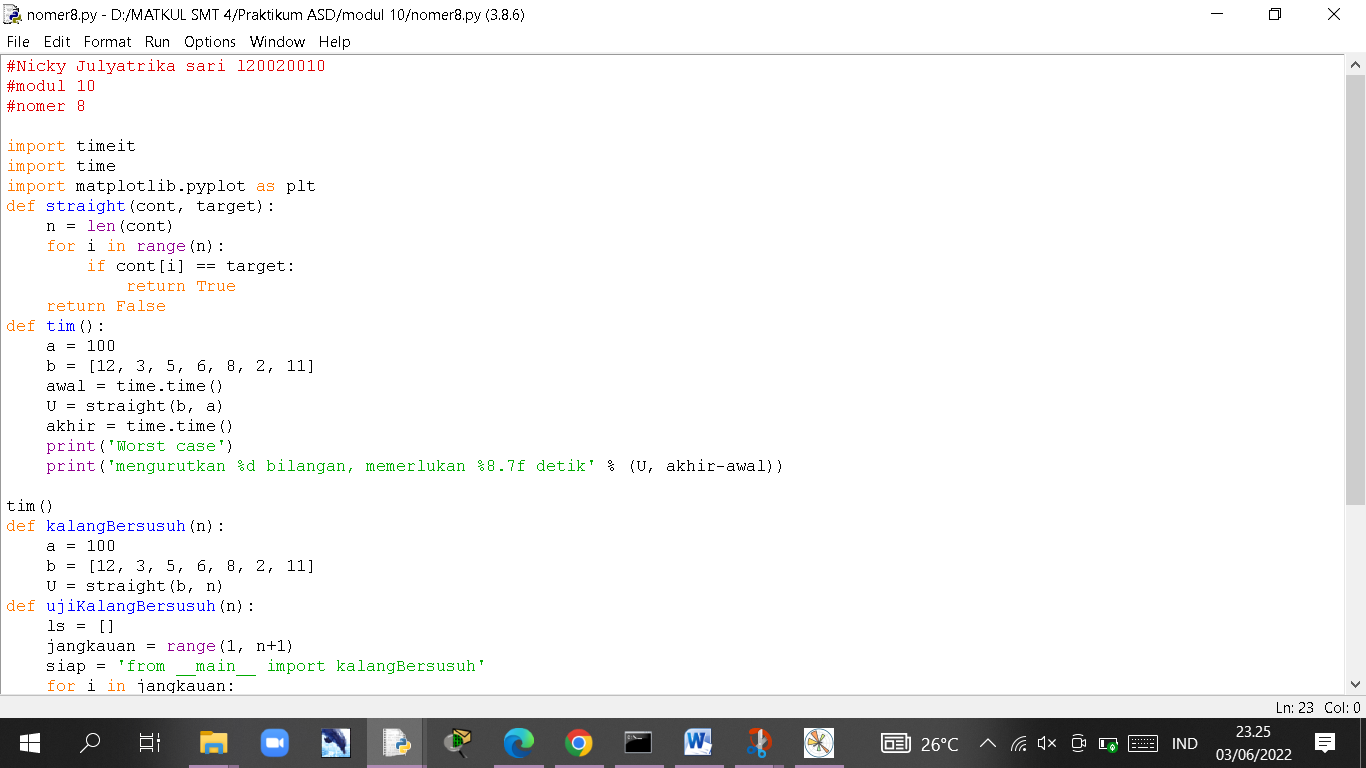 nomer8.py - D:/MATKUL SMT 4/Praktikum ASD/modul 10/nomer8.py (3.8.6)
File Edit Format Run Options Window Help
#Nicky Julyatrika sari l20020010
#modul 10
#nomer 8

import timeit
import time
import matplotlib.pyplot as plt
def straight(cont, target):
    n = len(cont)
    for i in range(n):
        if cont[i] == target:
            return True
    return False
def tim():
    a = 100
    b = [12, 3, 5, 6, 8, 2, 11]
    awal = time.time()
    U = straight(b, a)
    akhir = time.time()
    print('Worst case')
    print('mengurutkan %d bilangan, memerlukan %8.7f detik' % (U, akhir-awal))

tim()
def kalangBersusuh(n):
    a = 100
    b = [12, 3, 5, 6, 8, 2, 11]
    U = straight(b, n)
def ujiKalangBersusuh(n):
    ls = []
    jangkauan = range(1, n+1)
    siap = 'from __main__ import kalangBersusuh'
    for i in jangkauan:
Ln: 23 Col: 0
26°C
IND
23.25
03/06/2022